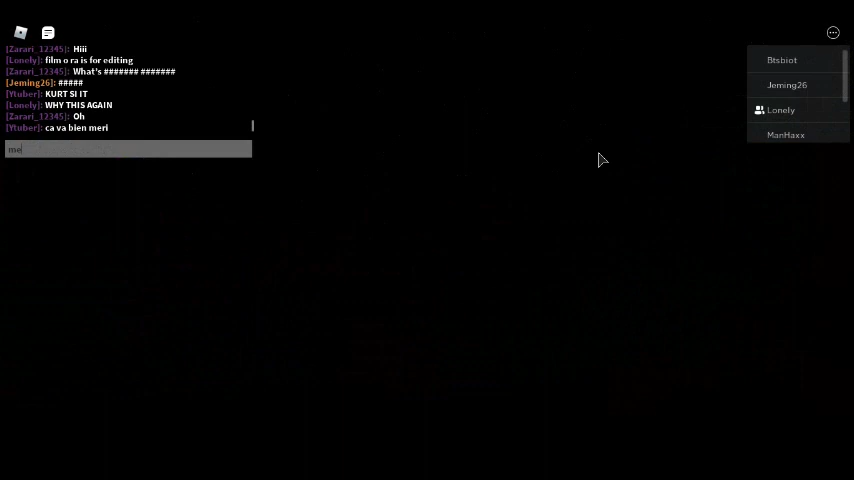 [Zarari_12345]: Hiii
[Lonely]: film o ra is for editing
[Zarari_12345]: What's ####### #######
[Jeming26]: #####
[Ytuber]: KURT SI IT
[Lonely]: WHY THIS AGAIN
[Zarari_12345]: Oh
[Ytuber]: ca va bien meri
me
Btsbiot
Jeming26
Lonely
ManHaxx